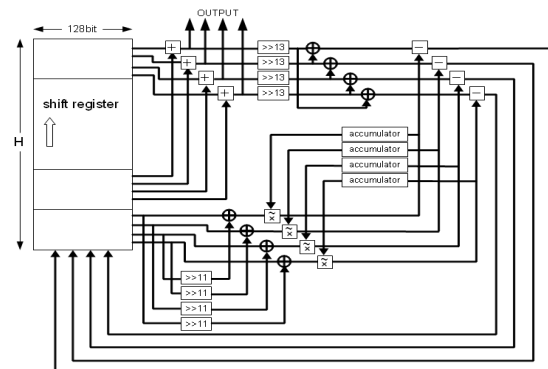 OUTPUT
128bit
+
+
+
+
>>13
>>13
>>13
>>13
−
−
−
−
shift register
H
accumulator
accumulator
accumulator
accumulator
x̃
x̃
x̃
x̃
>>11
>>11
>>11
>>11